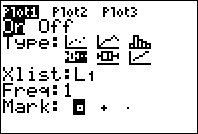 Plot1 Plot2 Plot3
On Off
Type:
Xlist:L₁
Freq:1
Mark: ▫ + ·